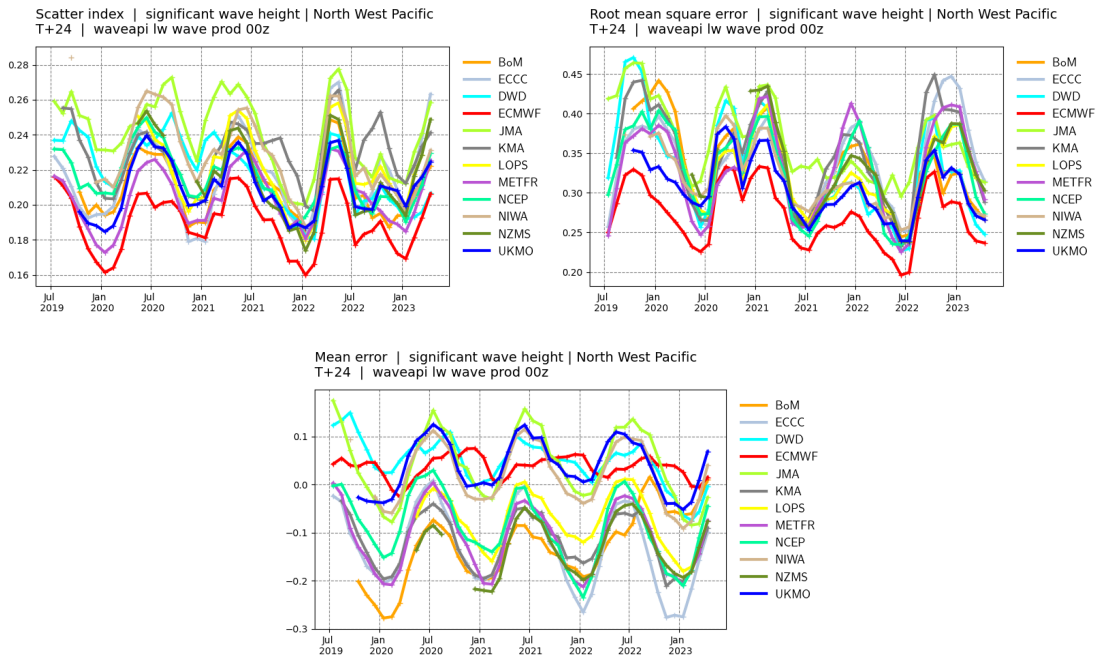 Scatter index | significant wave height | North West Pacific
T+24 | waveapi lw wave prod 00z
0.28
0.26
0.24
0.22
0.20
0.18
0.16
Jul 2019
Jan 2020
Jul 2020
Jan 2021
Jul 2021
Jan 2022
Jul 2022
Jan 2023
BoM
ECCC
DWD
ECMWF
JMA
KMA
LOPS
METFR
NCEP
NIWA
NZMS
UKMO
Root mean square error | significant wave height | North West Pacific
T+24 | waveapi lw wave prod 00z
0.45
0.40
0.35
0.30
0.25
0.20
Jul 2019
Jan 2020
Jul 2020
Jan 2021
Jul 2021
Jan 2022
Jul 2022
Jan 2023
BoM
ECCC
DWD
ECMWF
JMA
KMA
LOPS
METFR
NCEP
NIWA
NZMS
UKMO
Mean error | significant wave height | North West Pacific
T+24 | waveapi lw wave prod 00z
0.1
0.0
−0.1
−0.2
−0.3
Jul 2019
Jan 2020
Jul 2020
Jan 2021
Jul 2021
Jan 2022
Jul 2022
Jan 2023
BoM
ECCC
DWD
ECMWF
JMA
KMA
LOPS
METFR
NCEP
NIWA
NZMS
UKMO